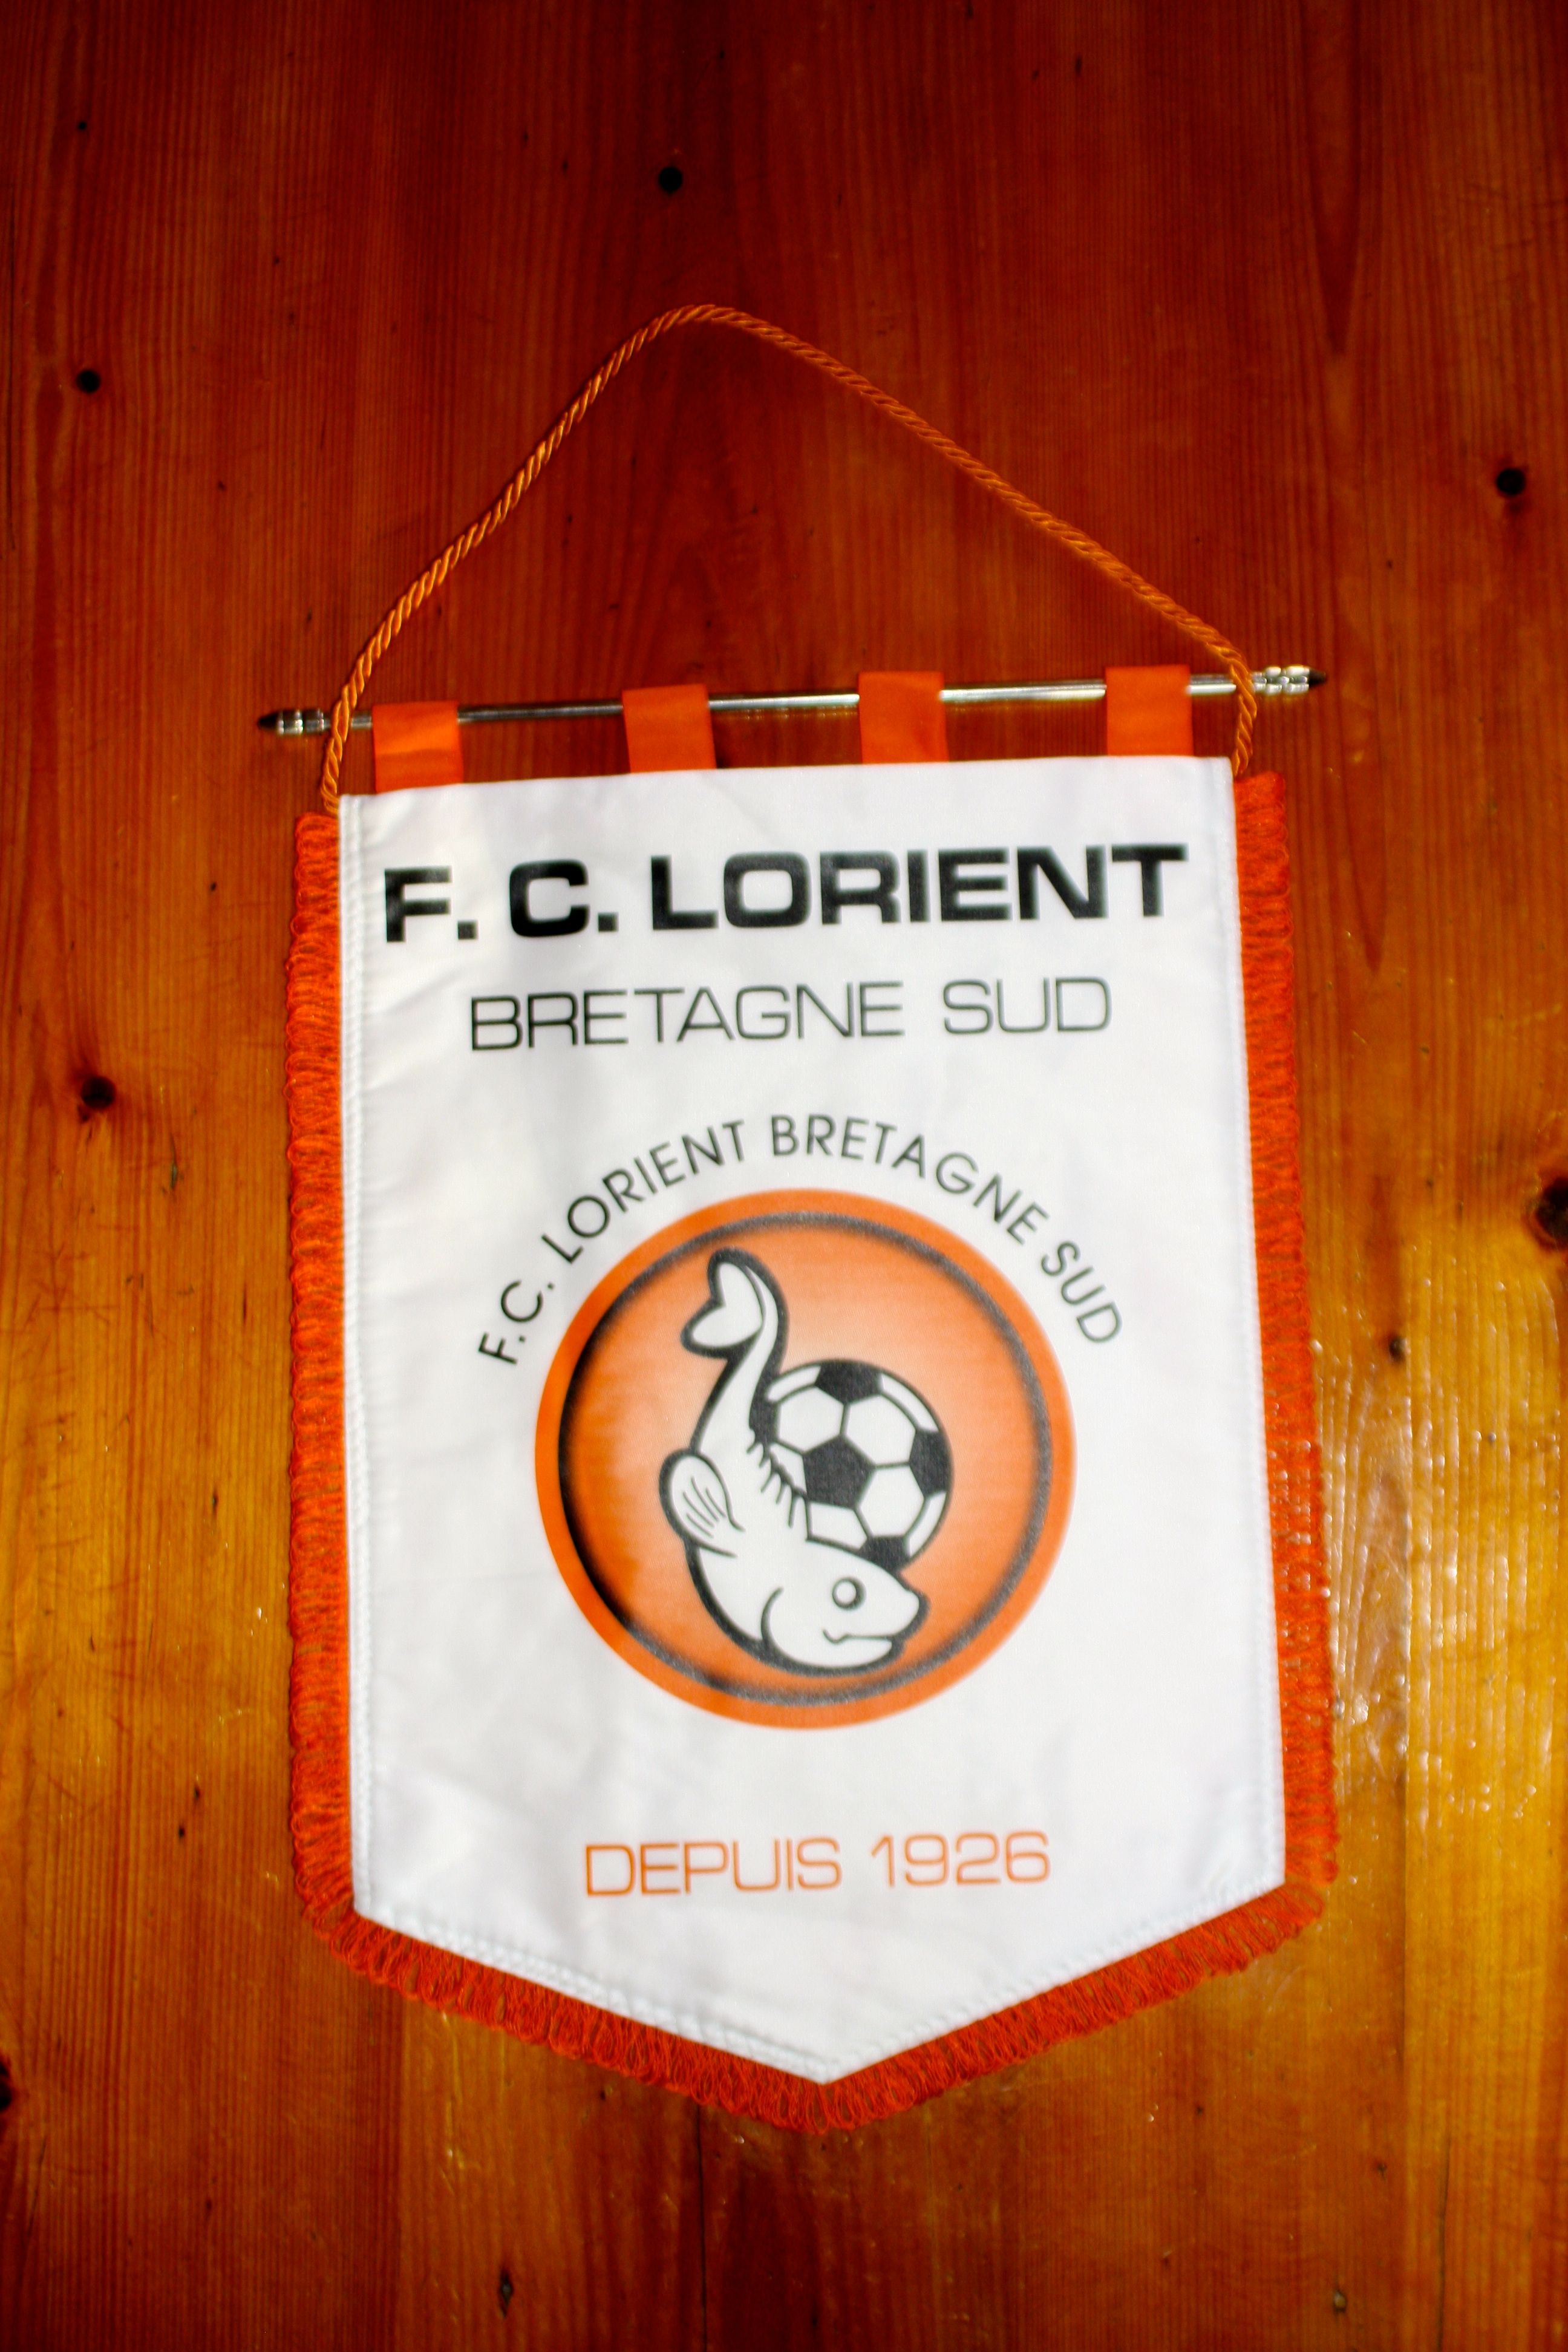 F. C. LORIENT
BRETAGNE SUD
F.C. LORIENT BRETAGNE SUD
DEPUIS 1926